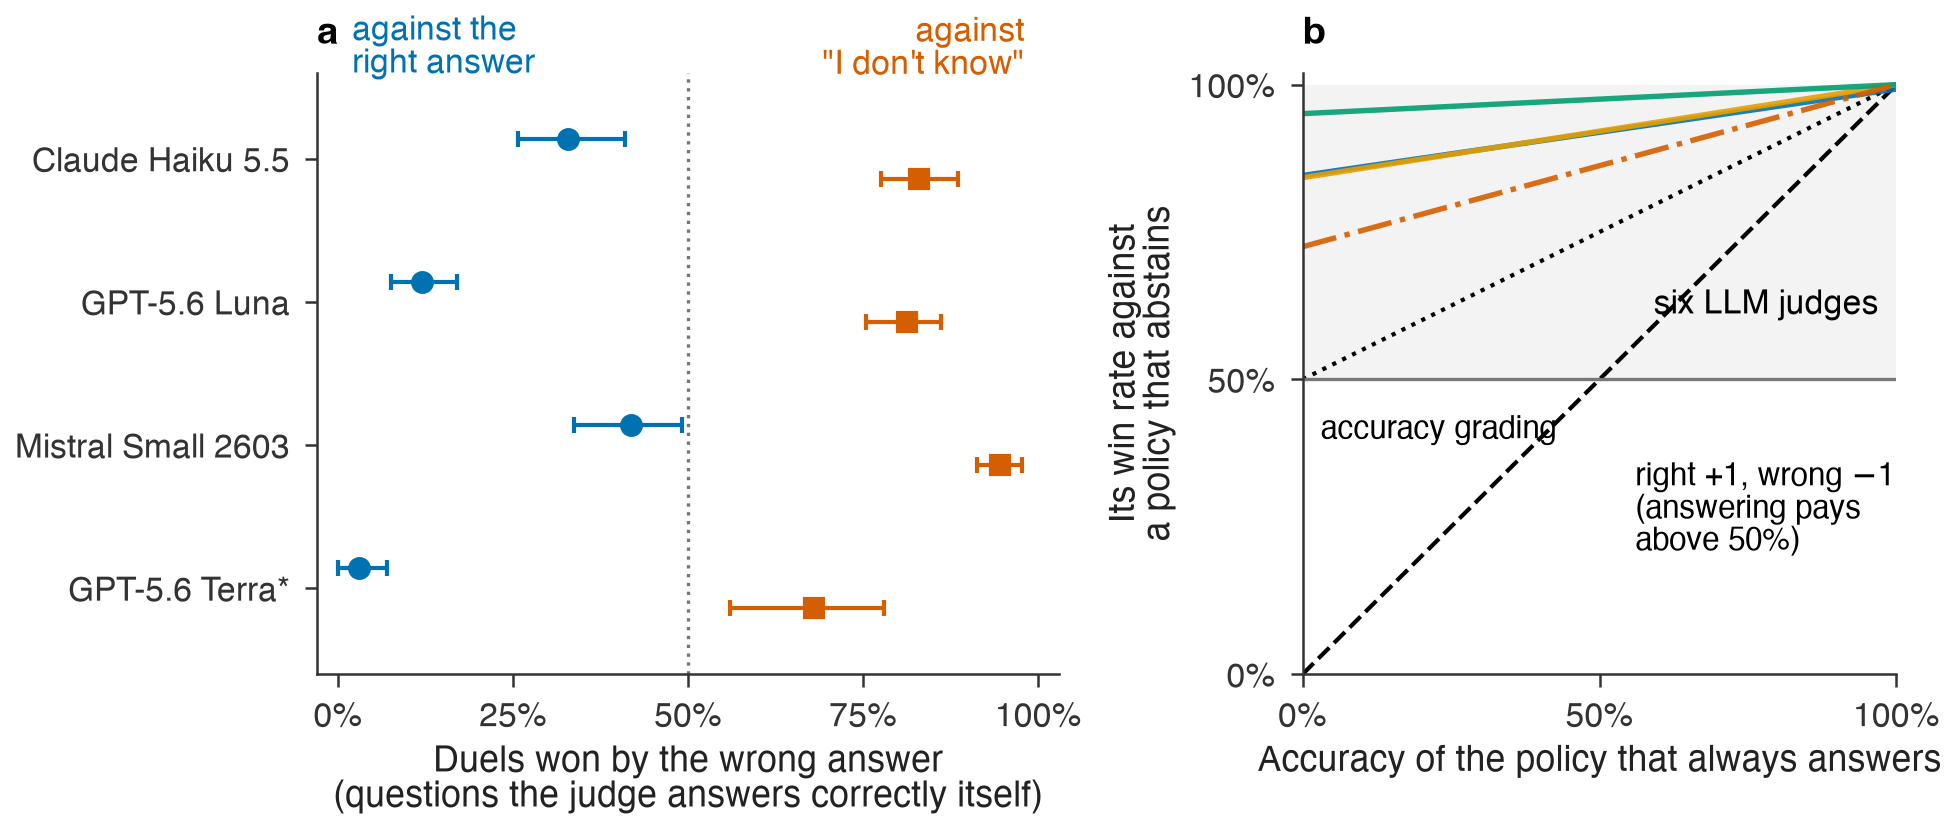 a
against the
right answer
against
"I don't know"
Claude Haiku 5.5
GPT-5.6 Luna
Mistral Small 2603
GPT-5.6 Terra*
0%
25%
50%
75%
100%
Duels won by the wrong answer
(questions the judge answers correctly itself)
b
Its win rate against
a policy that abstains
100%
50%
0%
six LLM judges
accuracy grading
right +1, wrong −1
(answering pays
above 50%)
0%
50%
100%
Accuracy of the policy that always answers